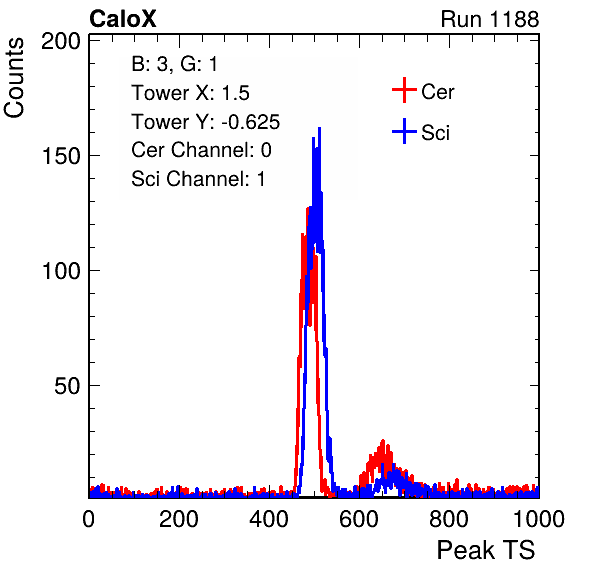 CaloX Run 1188
Counts
200
150
100
50
B: 3, G: 1
Tower X: 1.5
Tower Y: -0.625
Cer Channel: 0
Sci Channel: 1
Cer
Sci
0 200 400 600 800 1000
Peak TS